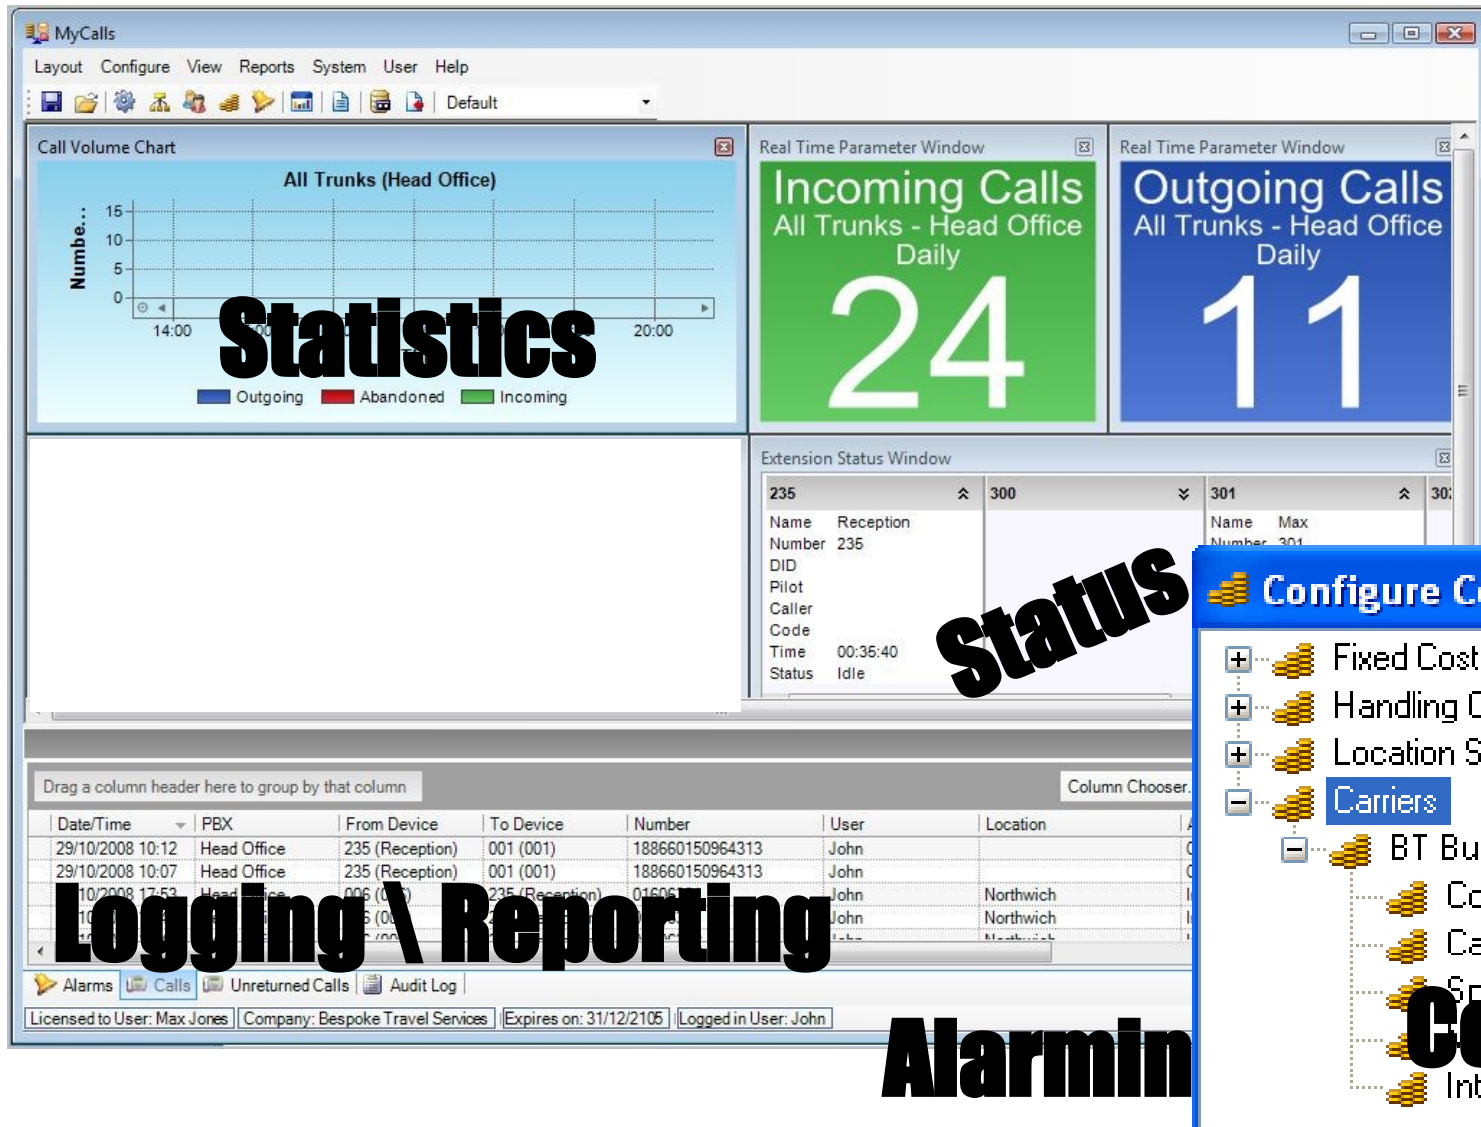 MyCalls
Layout Configure View Reports System User Help
Default
Call Volume Chart
All Trunks (Head Office)
Numbe...
15
10
5
0
14:00 20:00
Statistics
Outgoing Abandoned Incoming
Real Time Parameter Window
Incoming Calls
All Trunks - Head Office
Daily
24
Real Time Parameter Window
Outgoing Calls
All Trunks - Head Office
Daily
11
Extension Status Window
235 300 301
Name Reception
Number 235
DID
Pilot
Caller
Code
Time 00:35:40
Status Idle
Name Max
Number 301
Status
Configure
Fixed Cost
Handling
Location
Carriers
BT
Drag a column header here to group by that column
Column Chooser.
Date/Time PBX From Device To Device Number User Location
29/10/2008 10:12 Head Office 235 (Reception) 001 (001) 188660150964313 John
29/10/2008 10:07 Head Office 235 (Reception) 001 (001) 188660150964313 John
17:53 235 (Reception) John Northwich
John Northwich
Logging \ Reporting
Alarms Calls Unreturned Calls Audit Log
Licensed to User: Max Jones Company: Bespoke Travel Services Expires on: 31/12/2105 Logged in User: John